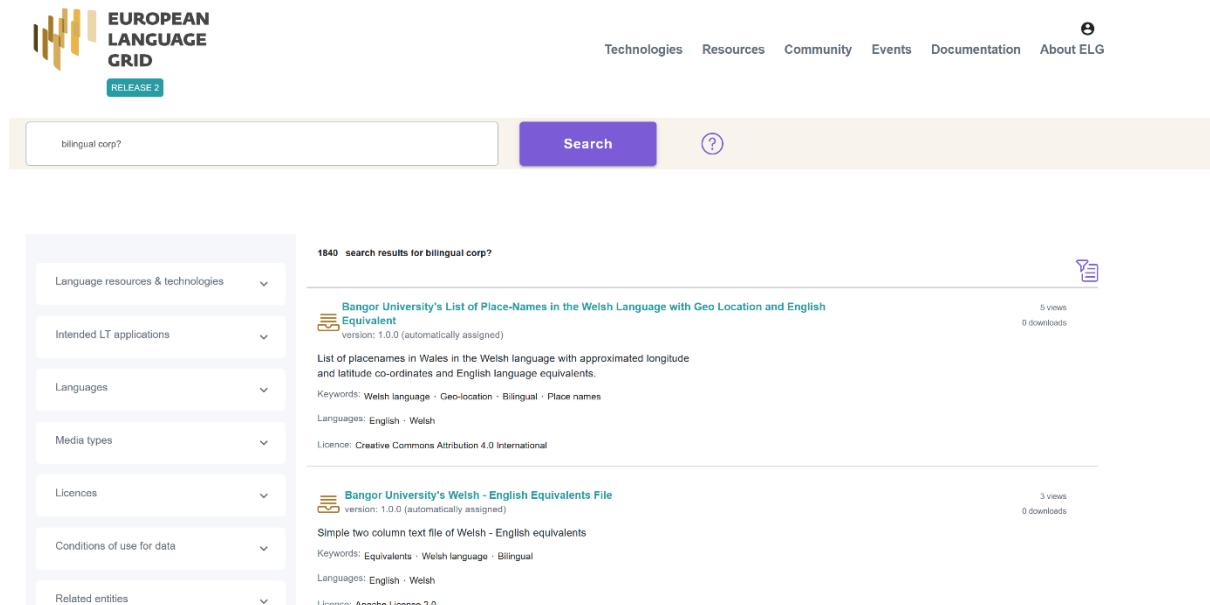 EUROPEAN
LANGUAGE
GRID
RELEASE 2
Technologies Resources Community Events Documentation About ELG
bilingual corp?
Search
?
1840 search results for bilingual corp?
Language resources & technologies
Intended LT applications
Languages
Media types
Licences
Conditions of use for data
Related entities
Bangor University's List of Place-Names in the Welsh Language with Geo Location and English
Equivalent
5 views
0 downloads
version: 1.0.0 (automatically assigned)
List of placenames in Wales in the Welsh language with approximated longitude
and latitude co-ordinates and English language equivalents.
Keywords: Welsh language · Geo-location · Bilingual · Place names
Languages: English · Welsh
Licence: Creative Commons Attribution 4.0 International
Bangor University's Welsh - English Equivalents File
3 views
0 downloads
version: 1.0.0 (automatically assigned)
Simple two column text file of Welsh - English equivalents
Keywords: Equivalents · Welsh language · Bilingual
Languages: English · Welsh
Licence: Apache License 2.0